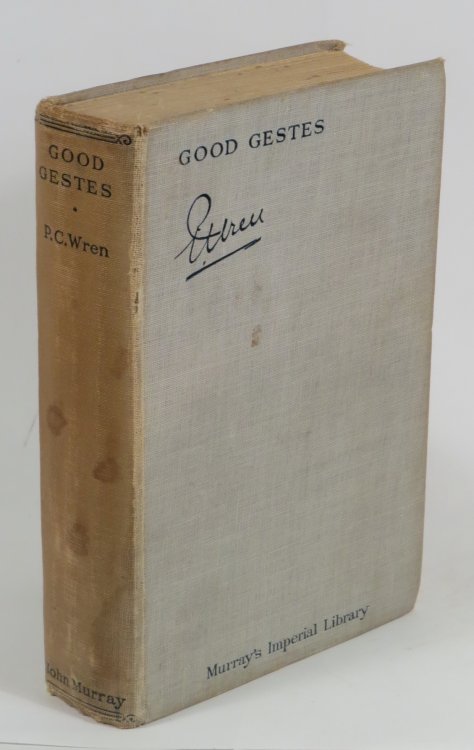 GOOD
GESTES
P.C.Wren
John Murray
GOOD GESTES
P.C.Wren
Murray's Imperial Library